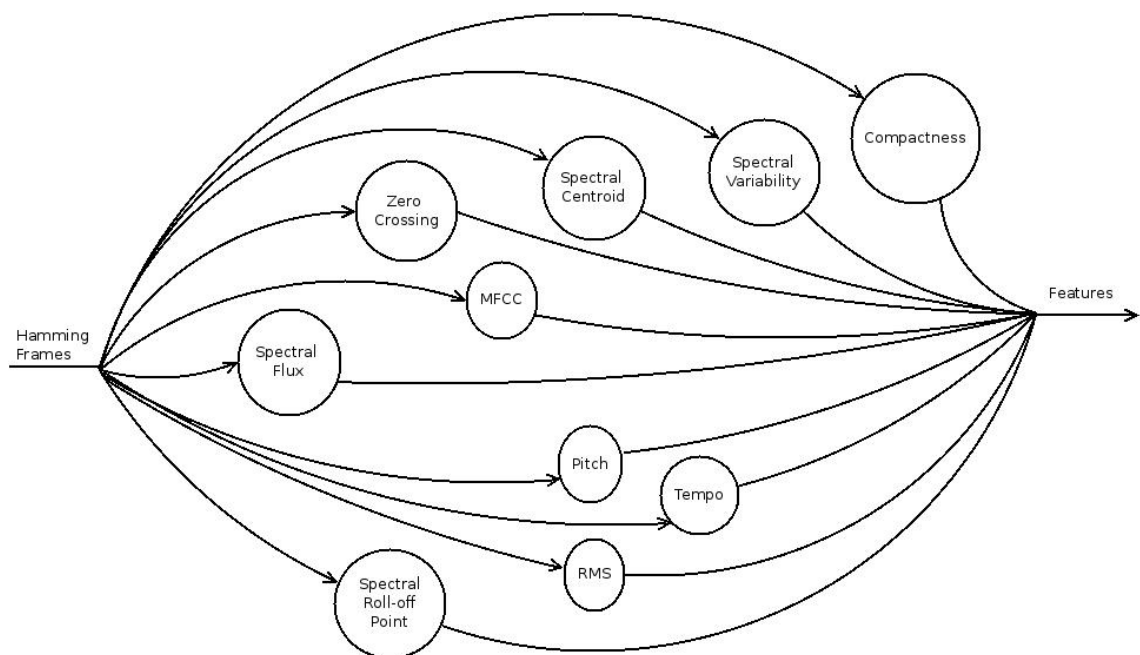 Compactness
Spectral
Variability
Spectral
Centroid
Zero
Crossing
MFCC
Features
Hamming
Frames
Spectral
Flux
Pitch
Tempo
RMS
Spectral
Roll-off
Point